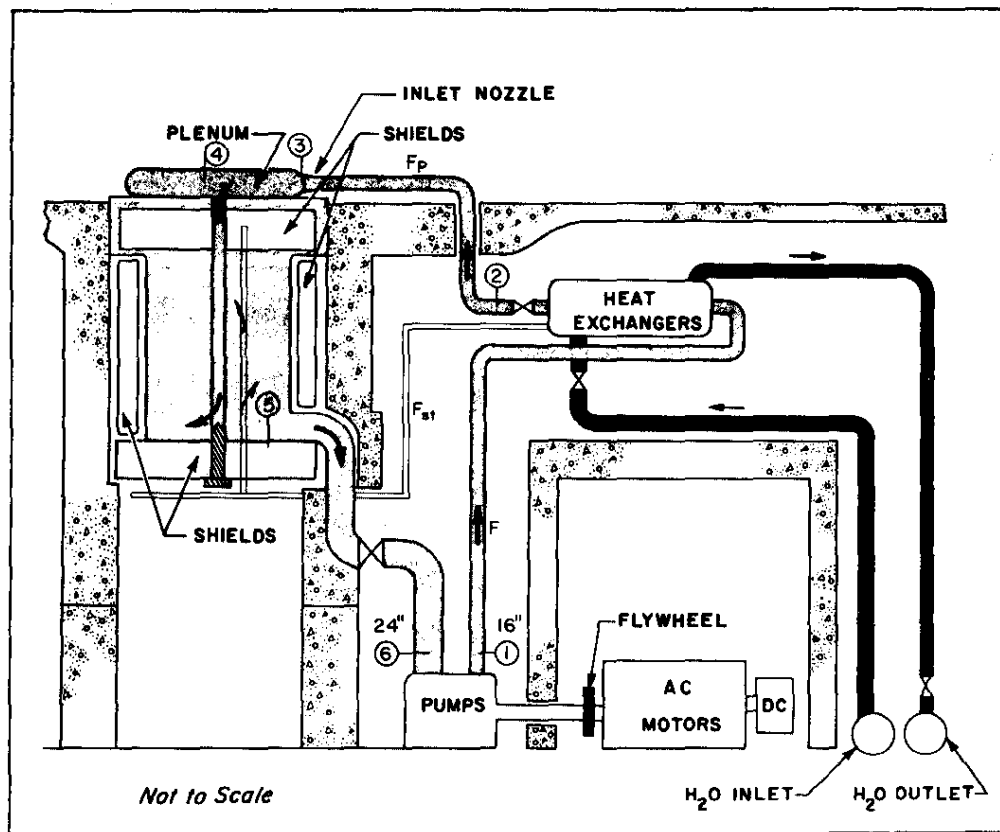 INLET NOZZLE
PLENUM
SHIELDS
4
3
Fp
2
HEAT
EXCHANGERS
Fst
5
SHIELDS
F
24"
16"
FLYWHEEL
6
1
PUMPS
AC
MOTORS
DC
Not to Scale
H2O INLET
H2O OUTLET